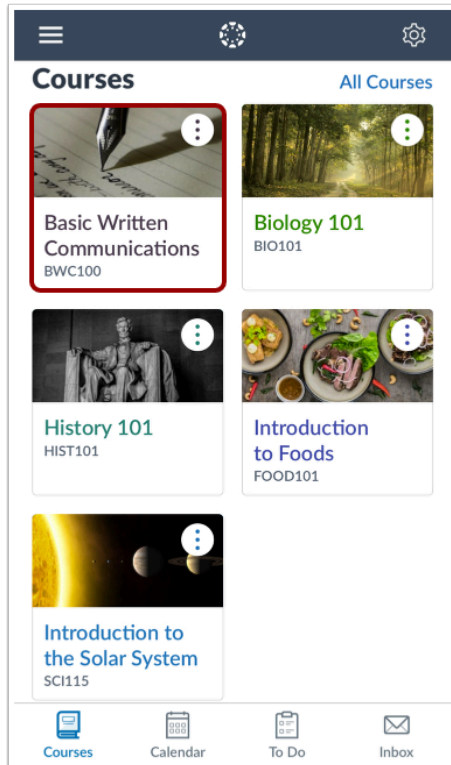 Courses
All Courses
Basic Written
Communications
BWC100
Biology 101
BIO101
History 101
HIST101
Introduction
to Foods
FOOD101
Introduction to
the Solar System
SCI115
Courses
Calendar
To Do
Inbox